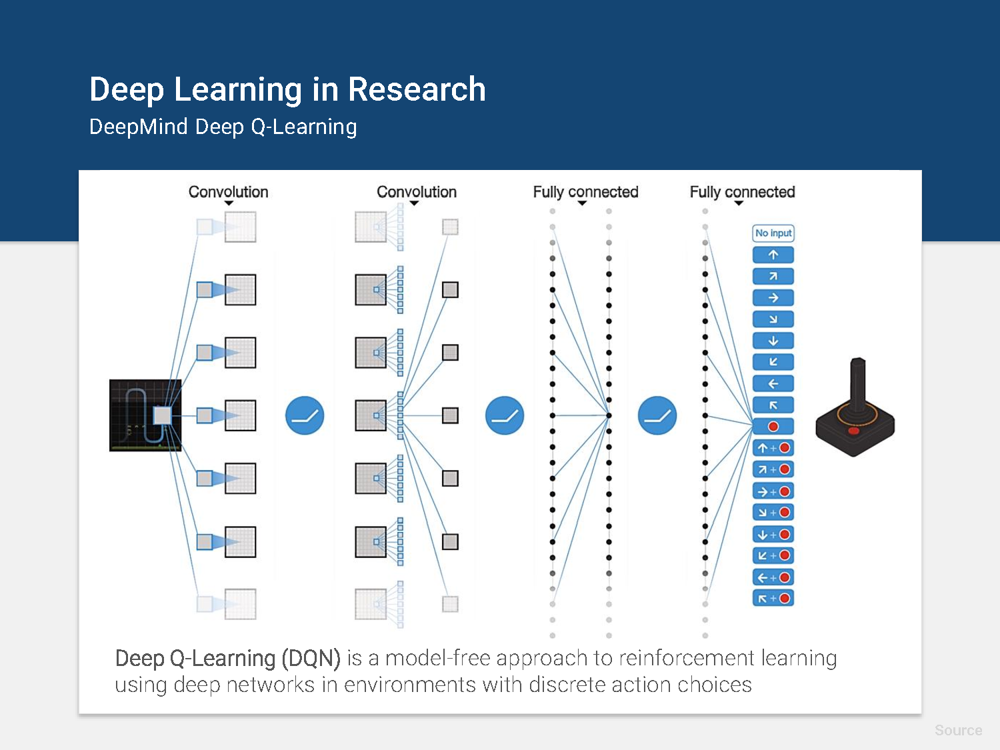 Deep Learning in Research
DeepMind Deep Q-Learning
Convolution
Convolution
Fully connected
Fully connected
No input
Deep Q-Learning (DQN) is a model-free approach to reinforcement learning
using deep networks in environments with discrete action choices
Source